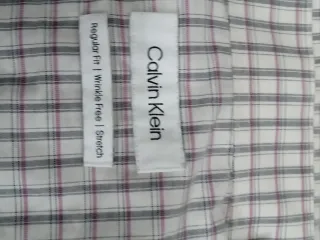 Calvin Klein
Regular Fit | Wrinkle Free | Stretch